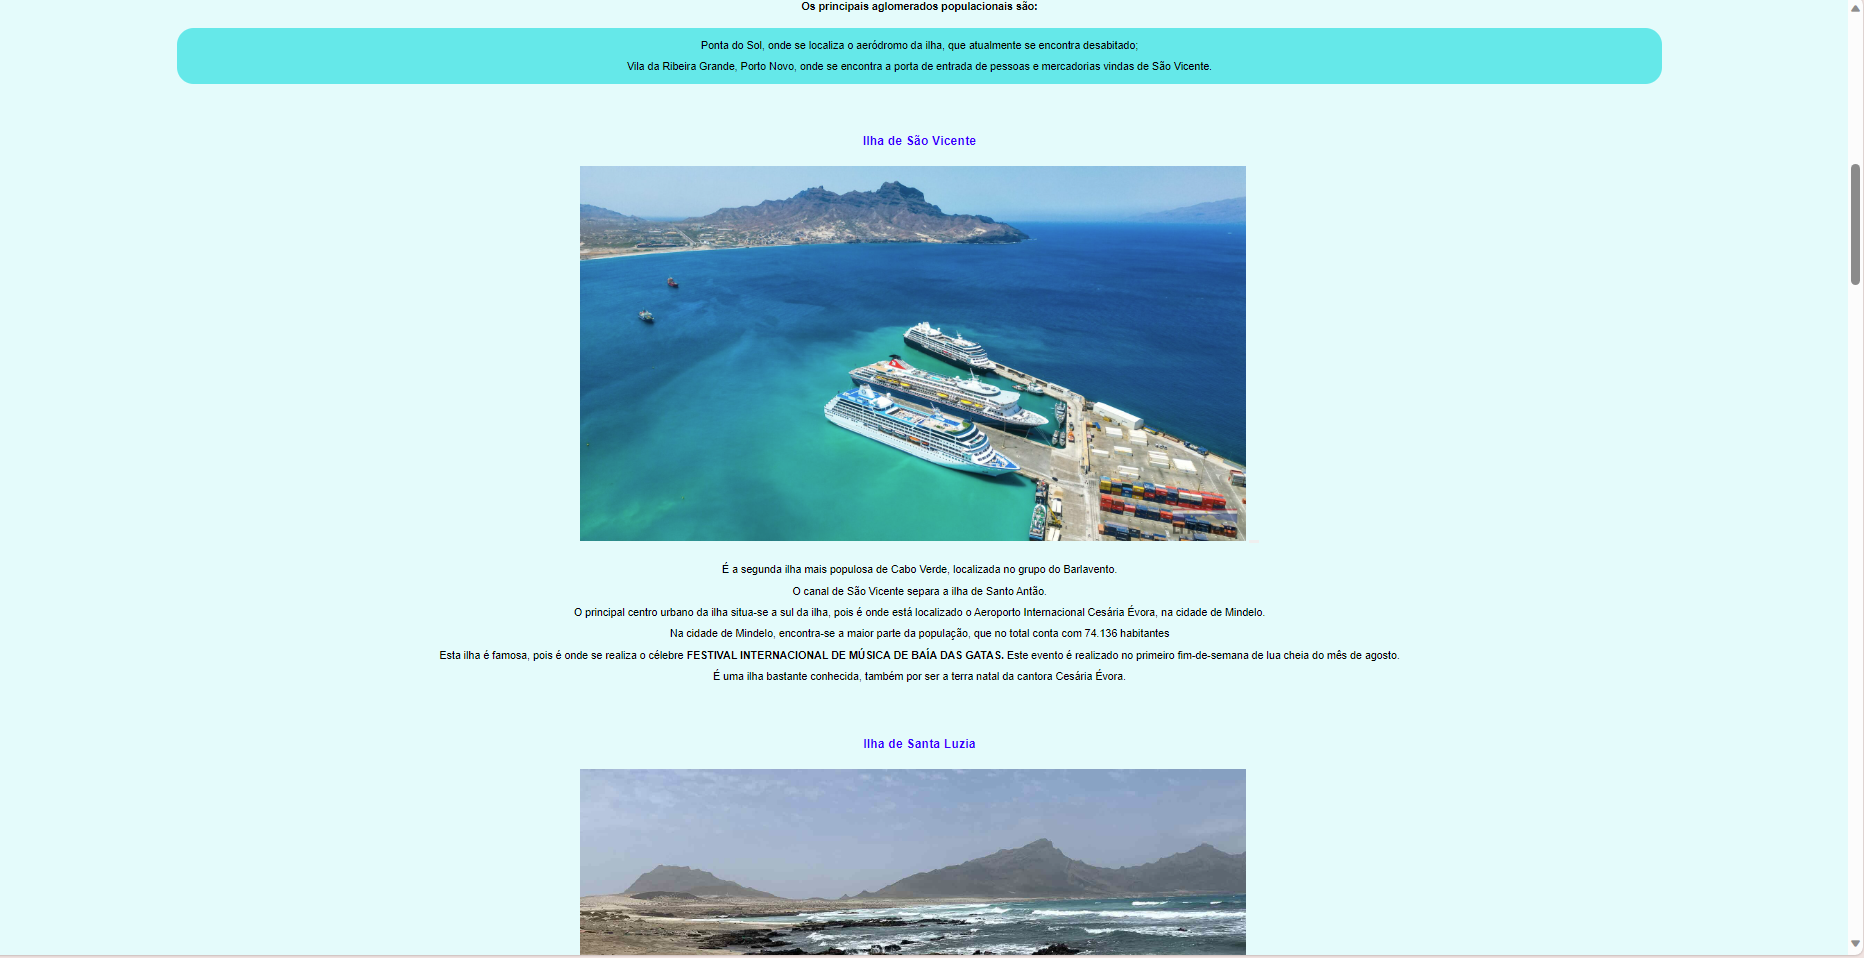 Os principais aglomerados populacionais são:
Ponta do Sol, onde se localiza o aeródromo da ilha, que atualmente se encontra desabitado;
Vila da Ribeira Grande, Porto Novo, onde se encontra a porta de entrada de pessoas e mercadorias vindas de São Vicente.
Ilha de São Vicente
É a segunda ilha mais populosa de Cabo Verde, localizada no grupo do Barlavento.
O canal de São Vicente separa a ilha de Santo Antão.
O principal centro urbano da ilha situa-se a sul da ilha, pois é onde está localizado o Aeroporto Internacional Cesária Évora, na cidade de Mindelo.
Na cidade de Mindelo, encontra-se a maior parte da população, que no total conta com 74.136 habitantes
Esta ilha é famosa, pois é onde se realiza o célebre FESTIVAL INTERNACIONAL DE MÚSICA DE BAÍA DAS GATAS. Este evento é realizado no primeiro fim-de-semana de lua cheia do mês de agosto.
É uma ilha bastante conhecida, também por ser a terra natal da cantora Cesária Évora.
Ilha de Santa Luzia